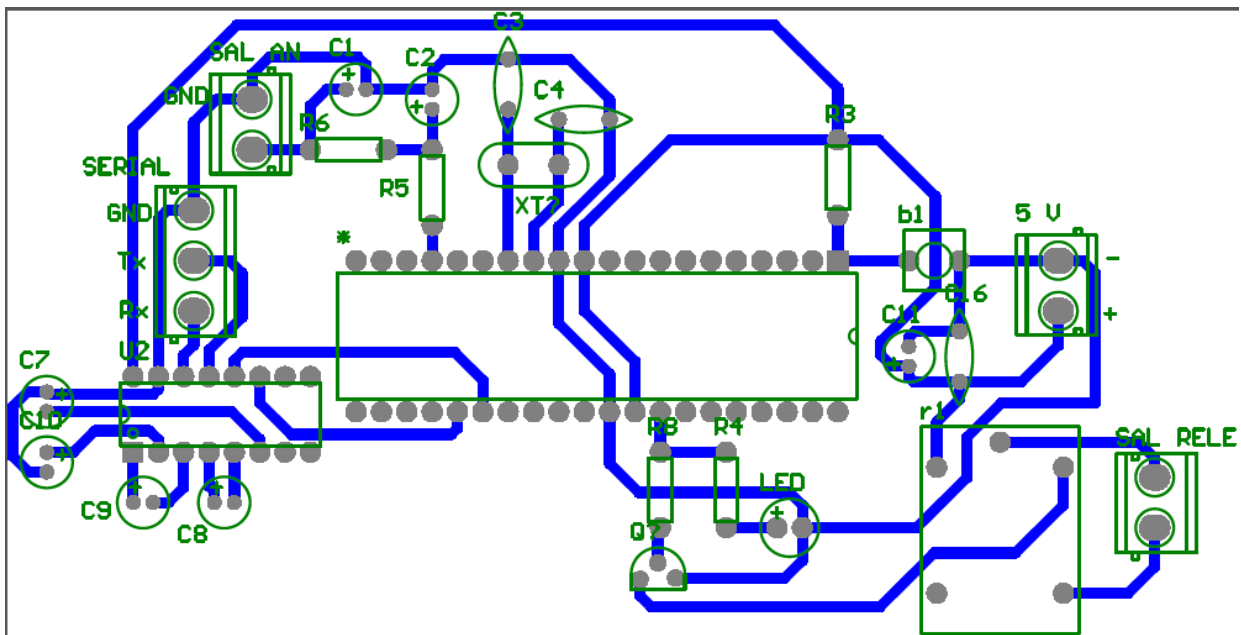 C3
SAL AN
C1
C2
GND
C4
R6
R3
SERIAL
R5
GND
XT?
b1
5 V
*
Tx
-
C16
Rx
C11
+
U2
C7
C10
r1
R8
R4
SAL RELE
LED
C9
C8
Q?